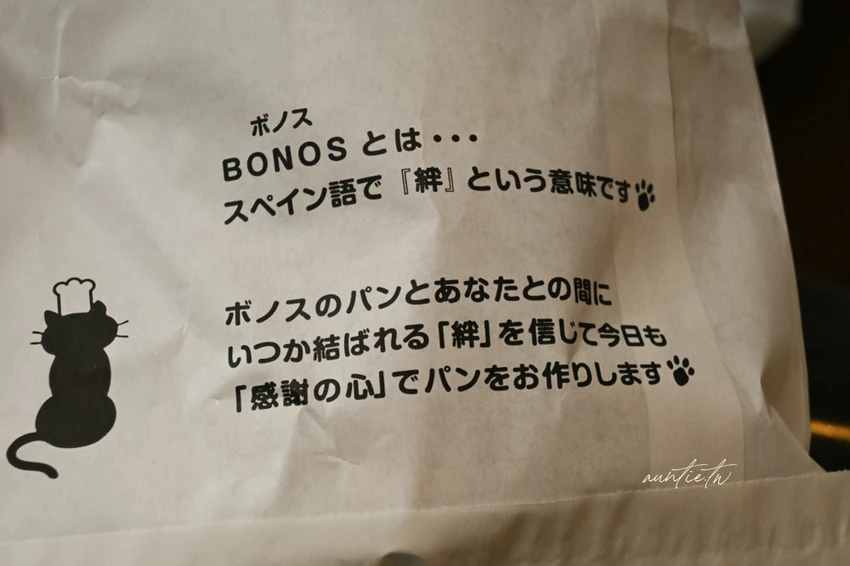 ボノス
BONOS とは・・・
スペイン語で『絆』という意味です
ボノスのパンとあなたとの間に
いつか結ばれる「絆」を信じて今日も
「感謝の心」でパンをお作りします
auntie.tw